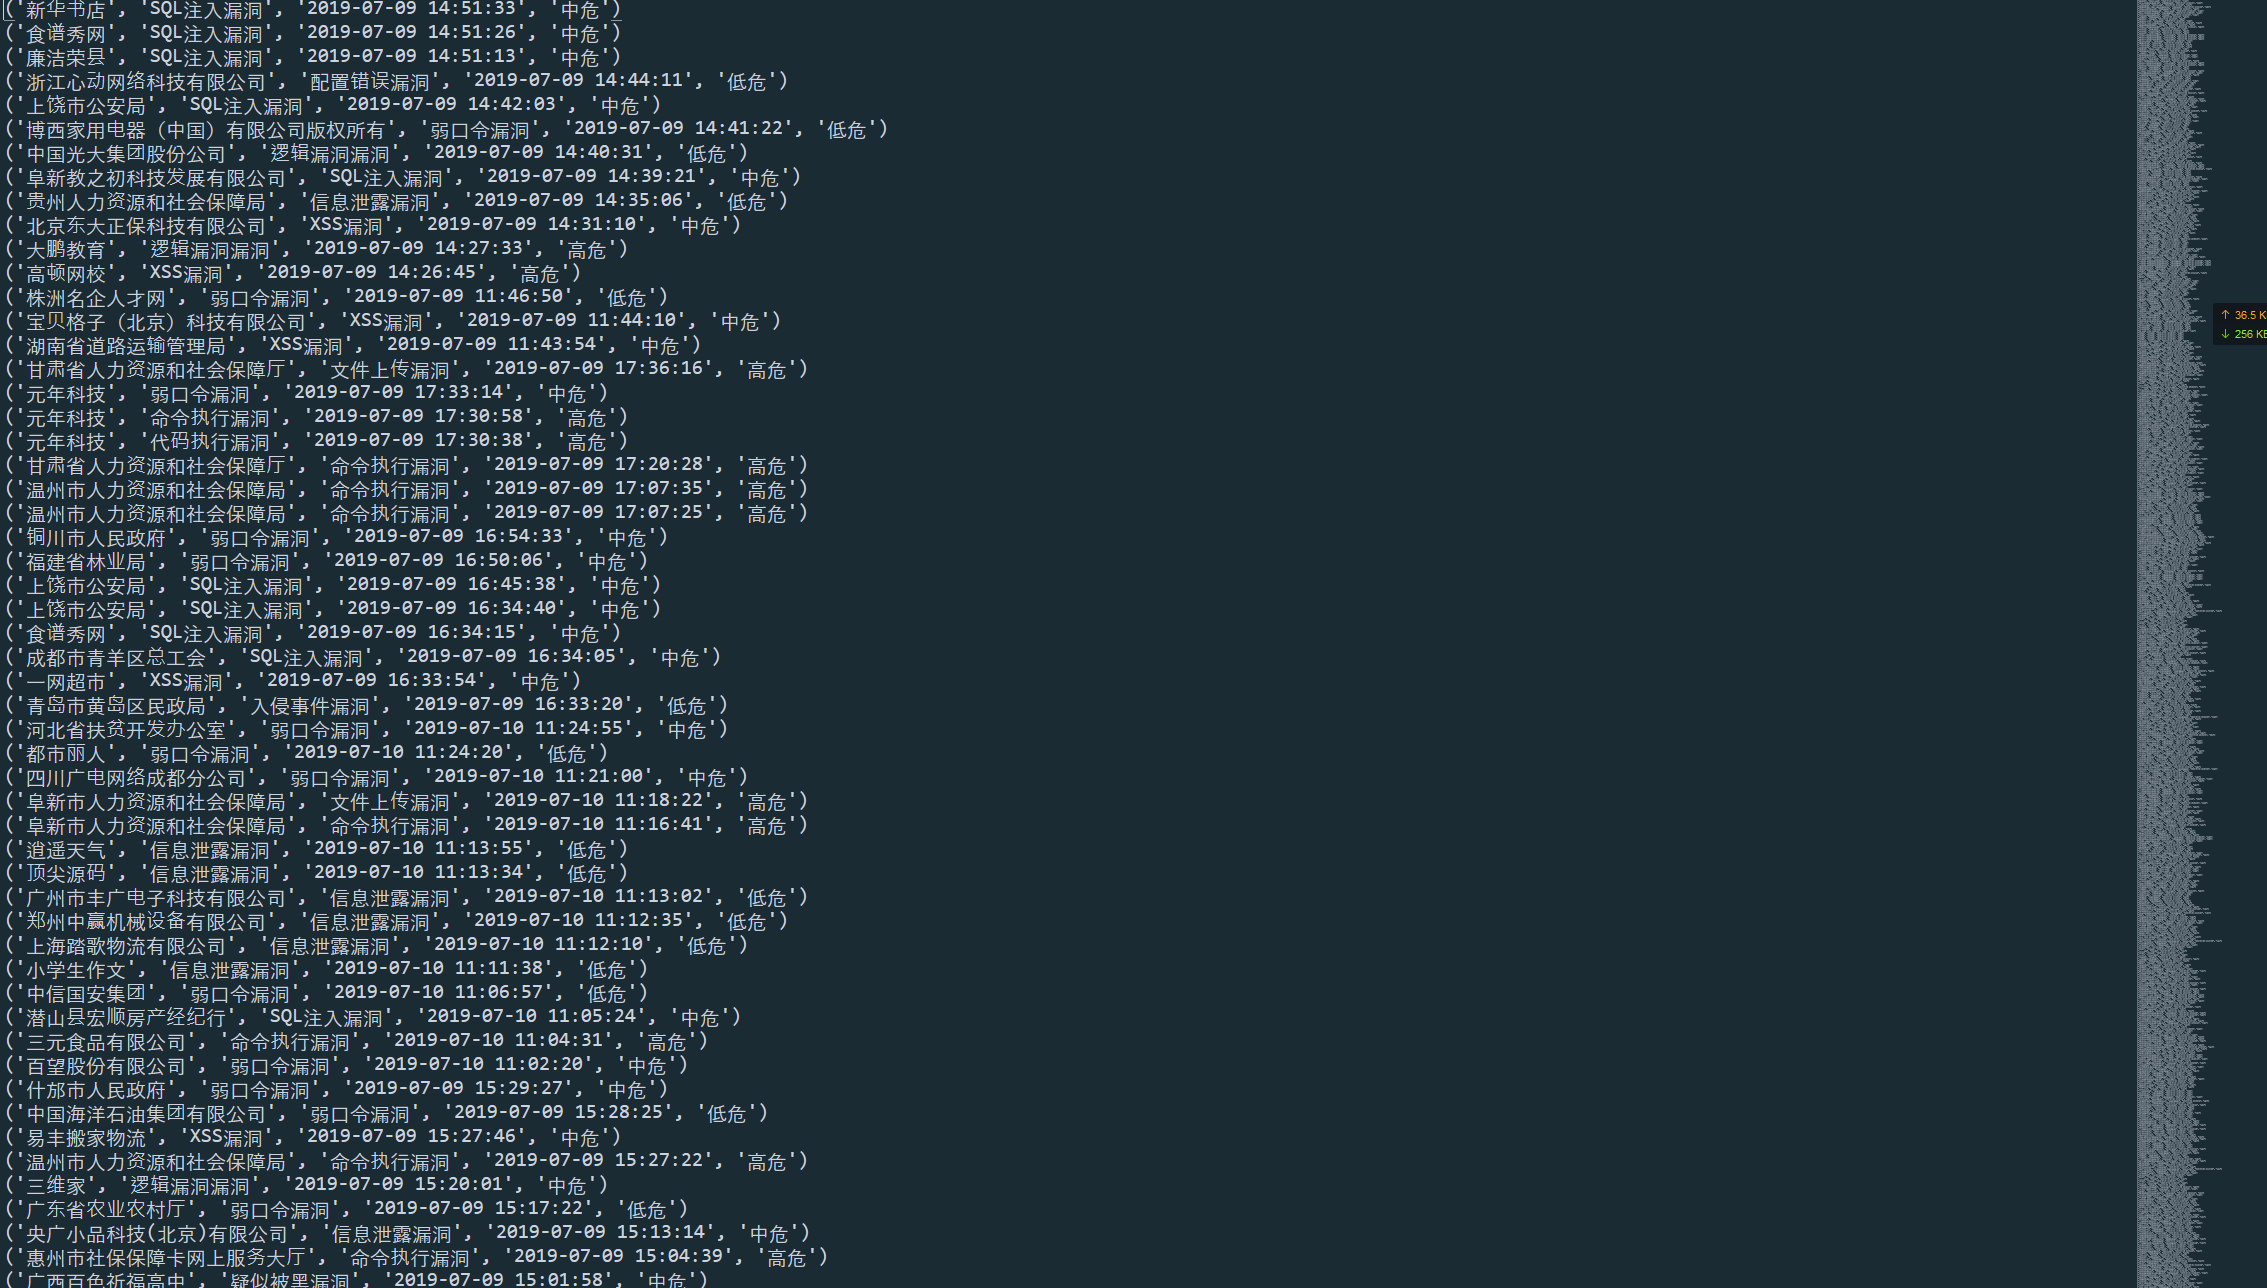 ('新华书店', 'SQL注入漏洞', '2019-07-09 14:51:33', '中危')
('食谱秀网', 'SQL注入漏洞', '2019-07-09 14:51:26', '中危')
('廉洁荣县', 'SQL注入漏洞', '2019-07-09 14:51:13', '中危')
('浙江心动网络科技有限公司', '配置错误漏洞', '2019-07-09 14:44:11', '低危')
('上饶市公安局', 'SQL注入漏洞', '2019-07-09 14:42:03', '中危')
('博西家用电器（中国）有限公司版权所有', '弱口令漏洞', '2019-07-09 14:41:22', '低危')
('中国光大集团股份公司', '逻辑漏洞漏洞', '2019-07-09 14:40:31', '低危')
('阜新教之初科技发展有限公司', 'SQL注入漏洞', '2019-07-09 14:39:21', '中危')
('贵州人力资源和社会保障局', '信息泄露漏洞', '2019-07-09 14:35:06', '低危')
('北京东大正保科技有限公司', 'XSS漏洞', '2019-07-09 14:31:10', '中危')
('大鹏教育', '逻辑漏洞漏洞', '2019-07-09 14:27:33', '高危')
('高顿网校', 'XSS漏洞', '2019-07-09 14:26:45', '高危')
('株洲名企人才网', '弱口令漏洞', '2019-07-09 11:46:50', '低危')
('宝贝格子（北京）科技有限公司', 'XSS漏洞', '2019-07-09 11:44:10', '中危')
('湖南省道路运输管理局', 'XSS漏洞', '2019-07-09 11:43:54', '中危')
('甘肃省人力资源和社会保障厅', '文件上传漏洞', '2019-07-09 17:36:16', '高危')
('元年科技', '弱口令漏洞', '2019-07-09 17:33:14', '中危')
('元年科技', '命令执行漏洞', '2019-07-09 17:30:58', '高危')
('元年科技', '代码执行漏洞', '2019-07-09 17:30:38', '高危')
('甘肃省人力资源和社会保障厅', '命令执行漏洞', '2019-07-09 17:20:28', '高危')
('温州市人力资源和社会保障局', '命令执行漏洞', '2019-07-09 17:07:35', '高危')
('温州市人力资源和社会保障局', '命令执行漏洞', '2019-07-09 17:07:25', '高危')
('铜川市人民政府', '弱口令漏洞', '2019-07-09 16:54:33', '中危')
('福建省林业局', '弱口令漏洞', '2019-07-09 16:50:06', '中危')
('上饶市公安局', 'SQL注入漏洞', '2019-07-09 16:45:38', '中危')
('上饶市公安局', 'SQL注入漏洞', '2019-07-09 16:34:40', '中危')
('食谱秀网', 'SQL注入漏洞', '2019-07-09 16:34:15', '中危')
('成都市青羊区总工会', 'SQL注入漏洞', '2019-07-09 16:34:05', '中危')
('一网超市', 'XSS漏洞', '2019-07-09 16:33:54', '中危')
('青岛市黄岛区民政局', '入侵事件漏洞', '2019-07-09 16:33:20', '低危')
('河北省扶贫开发办公室', '弱口令漏洞', '2019-07-10 11:24:55', '中危')
('都市丽人', '弱口令漏洞', '2019-07-10 11:24:20', '低危')
('四川广电网络成都分公司', '弱口令漏洞', '2019-07-10 11:21:00', '中危')
('阜新市人力资源和社会保障局', '文件上传漏洞', '2019-07-10 11:18:22', '高危')
('阜新市人力资源和社会保障局', '命令执行漏洞', '2019-07-10 11:16:41', '高危')
('逍遥天气', '信息泄露漏洞', '2019-07-10 11:13:55', '低危')
('顶尖源码', '信息泄露漏洞', '2019-07-10 11:13:34', '低危')
('广州市丰广电子科技有限公司', '信息泄露漏洞', '2019-07-10 11:13:02', '低危')
('郑州中赢机械设备有限公司', '信息泄露漏洞', '2019-07-10 11:12:35', '低危')
('上海踏歌物流有限公司', '信息泄露漏洞', '2019-07-10 11:12:10', '低危')
('小学生作文', '信息泄露漏洞', '2019-07-10 11:11:38', '低危')
('中信国安集团', '弱口令漏洞', '2019-07-10 11:06:57', '低危')
('潜山县宏顺房产经纪行', 'SQL注入漏洞', '2019-07-10 11:05:24', '中危')
('三元食品有限公司', '命令执行漏洞', '2019-07-10 11:04:31', '高危')
('百望股份有限公司', '弱口令漏洞', '2019-07-10 11:02:20', '中危')
('什邡市人民政府', '弱口令漏洞', '2019-07-09 15:29:27', '中危')
('中国海洋石油集团有限公司', '弱口令漏洞', '2019-07-09 15:28:25', '低危')
('易丰搬家物流', 'XSS漏洞', '2019-07-09 15:27:46', '中危')
('温州市人力资源和社会保障局', '命令执行漏洞', '2019-07-09 15:27:22', '高危')
('三维家', '逻辑漏洞漏洞', '2019-07-09 15:20:01', '中危')
('广东省农业农村厅', '弱口令漏洞', '2019-07-09 15:17:22', '低危')
('央广小品科技(北京)有限公司', '信息泄露漏洞', '2019-07-09 15:13:14', '中危')
('惠州市社保保障卡网上服务大厅', '命令执行漏洞', '2019-07-09 15:04:39', '高危')
('广西百色祈福高中', '疑似被黑漏洞', '2019-07-09 15:01:58', '中危')
↑ 36.5 K
↓ 256 KE